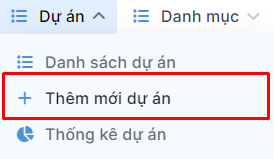 Dự án Danh mục
Danh sách dự án
Thêm mới dự án
Thống kê dự án